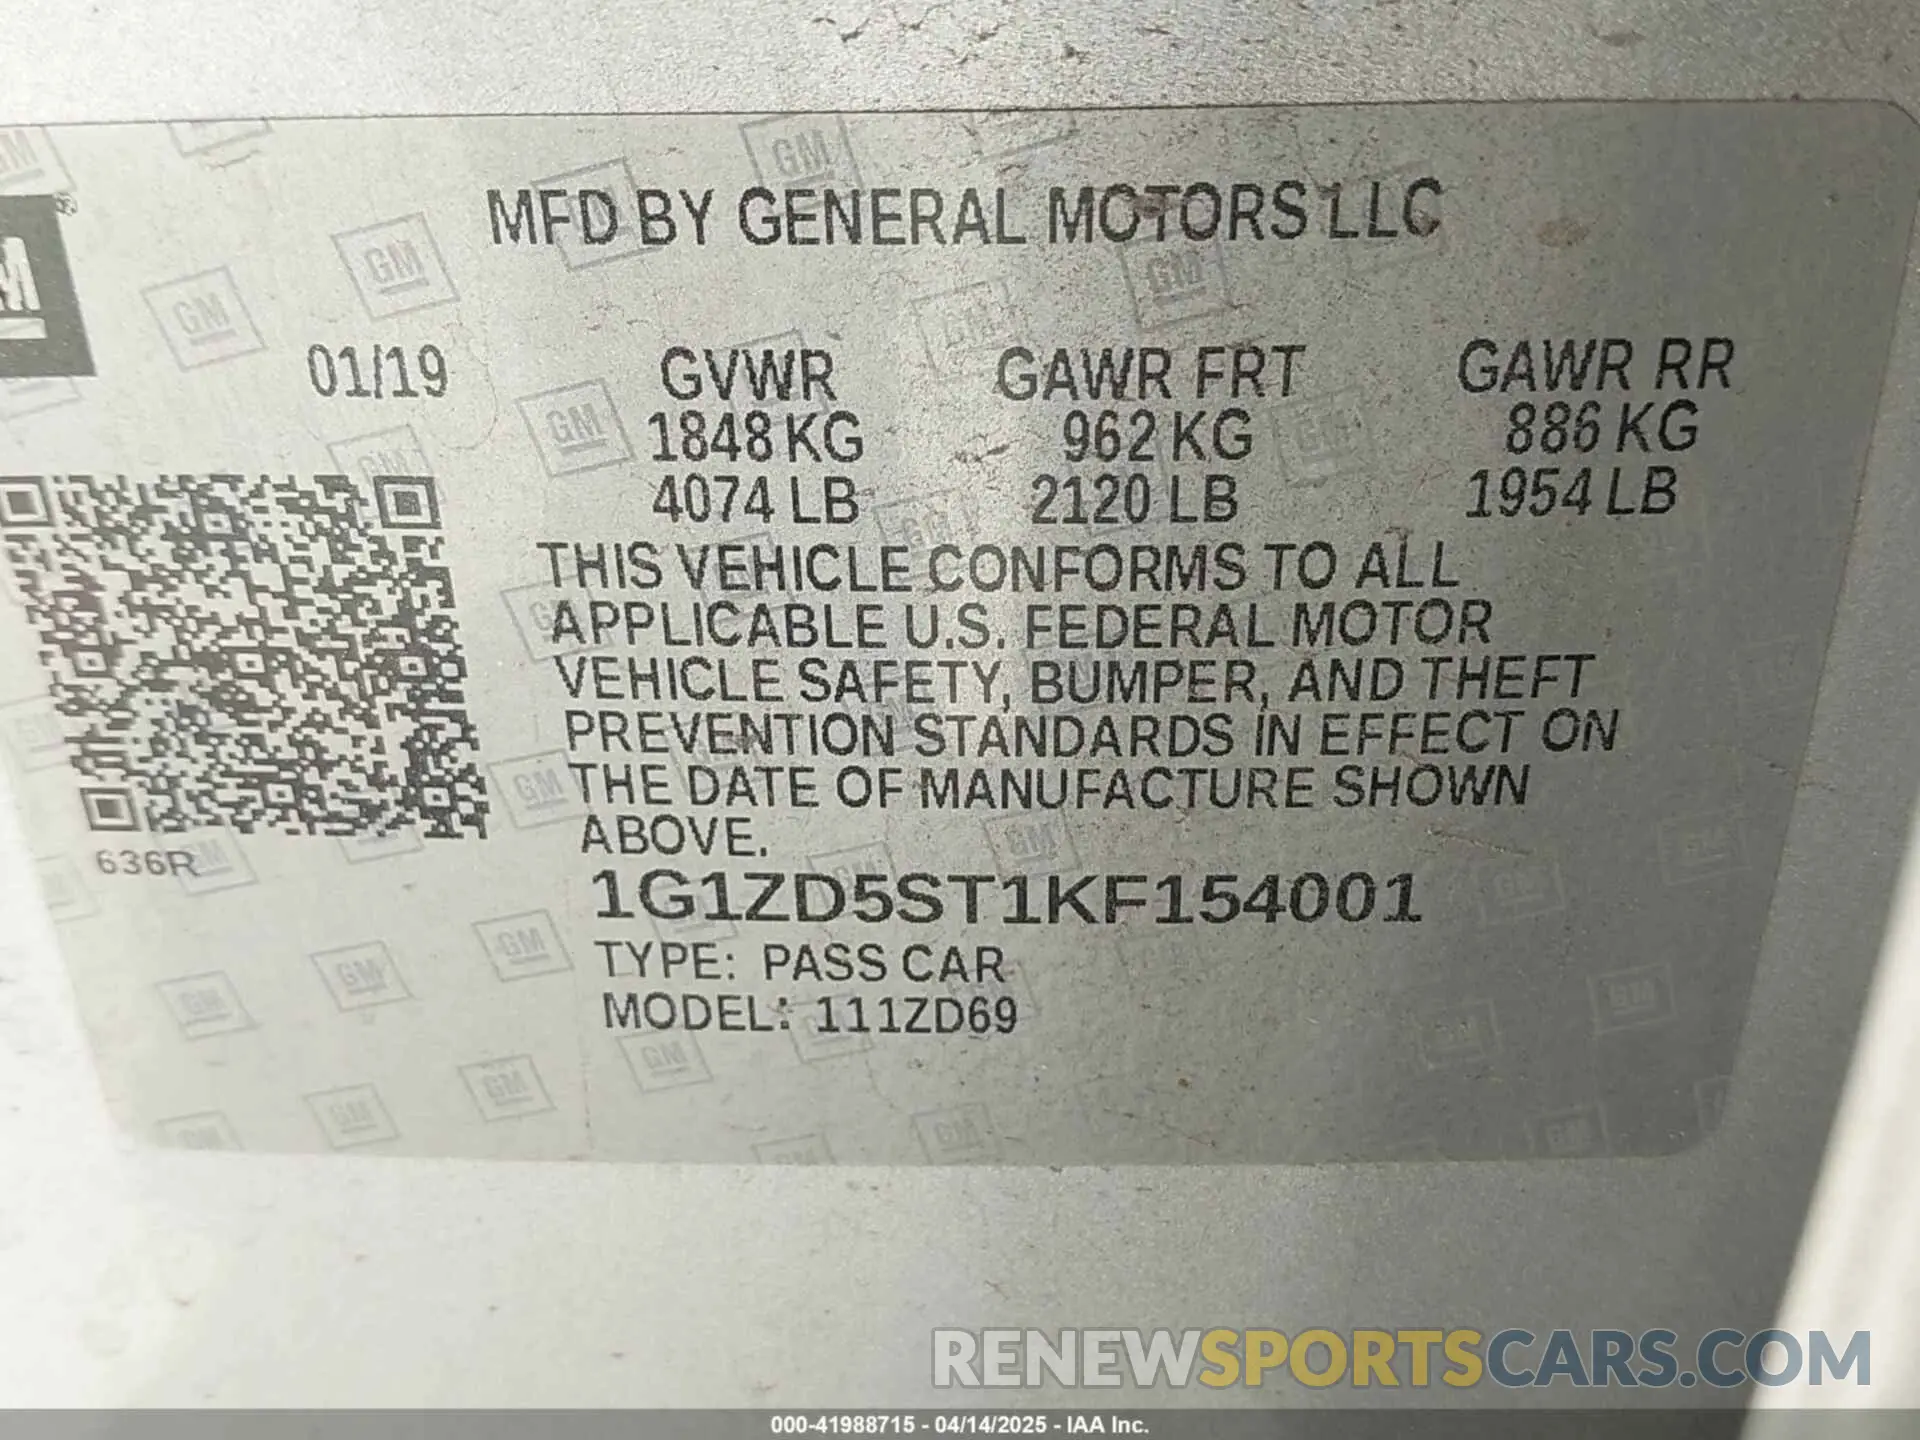 MFD BY GENERAL MOTORS LLC
01/19 GVWR GAWR FRT GAWR RR
1848 KG 962 KG 886 KG
4074 LB 2120 LB 1954 LB
THIS VEHICLE CONFORMS TO ALL
APPLICABLE U.S. FEDERAL MOTOR
VEHICLE SAFETY, BUMPER, AND THEFT
PREVENTION STANDARDS IN EFFECT ON
THE DATE OF MANUFACTURE SHOWN
ABOVE.
636R
1G1ZD5ST1KF154001
TYPE: PASS CAR
MODEL: 111ZD69
RENEWSPORTSCARS.COM
000-41988715 - 04/14/2025 - IAA Inc.